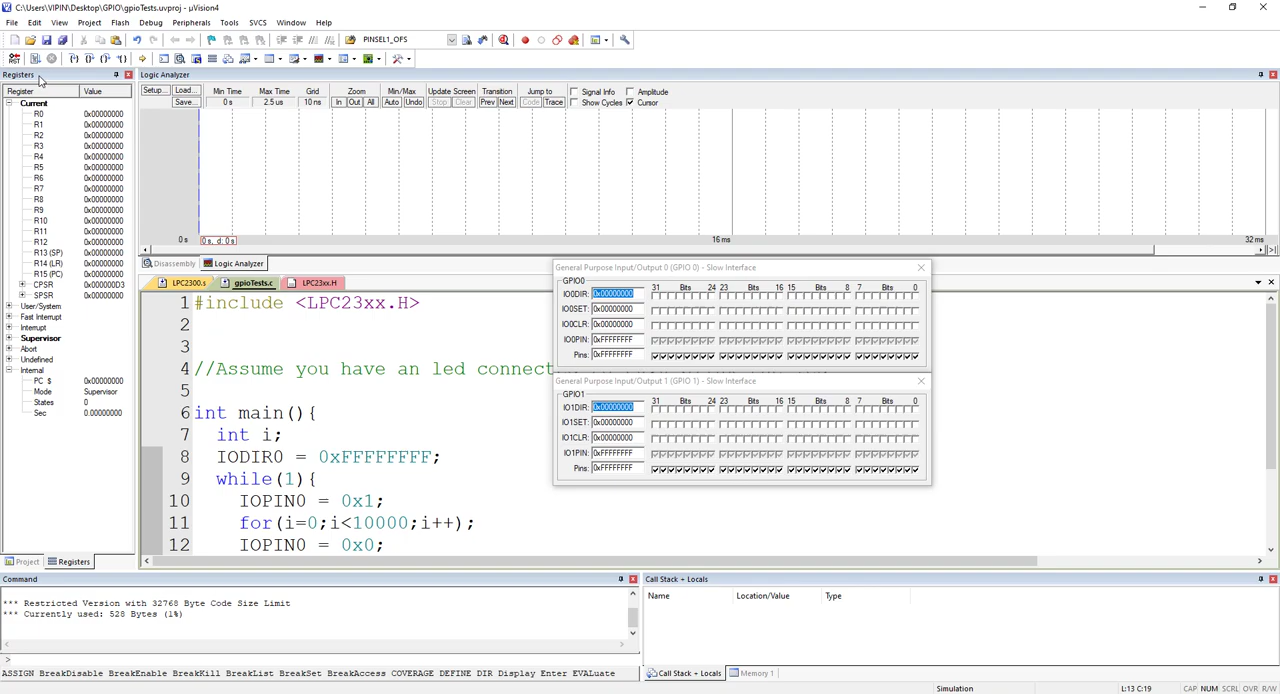 C:\Users\VIPIN\Desktop\GPIO\gpioTests.uvproj - µVision4
File Edit View Project Flash Debug Peripherals Tools SVCS Window Help
PINSEL1_OFS
Registers
Register Value
Current
R0 0x00000000
R1 0x00000000
R2 0x00000000
R3 0x00000000
R4 0x00000000
R5 0x00000000
R6 0x00000000
R7 0x00000000
R8 0x00000000
R9 0x00000000
R10 0x00000000
R11 0x00000000
R12 0x00000000
R13 (SP) 0x00000000
R14 (LR) 0x00000000
R15 (PC) 0x00000000
CPSR 0x000000D3
SPSR 0x00000000
User/System
Fast Interrupt
Interrupt
Supervisor
Abort
Undefined
Internal
PC $ 0x00000000
Mode Supervisor
States 0
Sec 0.00000000
Project Registers
Logic Analyzer
Setup... Load... Min Time Max Time Grid Zoom Min/Max Update Screen Transition Jump to Signal Info Amplitude
Save... 0 s 2.5 us 10 ns In Out All Auto Undo Stop Clear Prev Next Code Trace Show Cycles Cursor
0 s 0 s, d: 0 s 16 ms 32 ms
Disassembly Logic Analyzer
LPC2300.s gpioTests.c LPC23xx.H
1 #include <LPC23xx.H>
2
3
4 //Assume you have an led connect
5
6 int main(){
7 int i;
8 IODIR0 = 0xFFFFFFFF;
9 while(1){
10 IOPIN0 = 0x1;
11 for(i=0;i<10000;i++);
12 IOPIN0 = 0x0;
General Purpose Input/Output 0 (GPIO 0) - Slow Interface
GPIO0
IO0DIR: 0x00000000 31 Bits 24 23 Bits 16 15 Bits 8 7 Bits 0
IO0SET: 0x00000000
IO0CLR: 0x00000000
IO0PIN: 0xFFFFFFFF
Pins: 0xFFFFFFFF
General Purpose Input/Output 1 (GPIO 1) - Slow Interface
GPIO1
IO1DIR: 0x00000000 31 Bits 24 23 Bits 16 15 Bits 8 7 Bits 0
IO1SET: 0x00000000
IO1CLR: 0x00000000
IO1PIN: 0xFFFFFFFF
Pins: 0xFFFFFFFF
Command
*** Restricted Version with 32768 Byte Code Size Limit
*** Currently used: 528 Bytes (1%)
>
ASSIGN BreakDisable BreakEnable BreakKill BreakList BreakSet BreakAccess COVERAGE DEFINE DIR Display Enter EVALuate
Call Stack + Locals
Name Location/Value Type
Call Stack + Locals Memory 1
Simulation L:13 C:19 CAP NUM SCRL OVR R/W